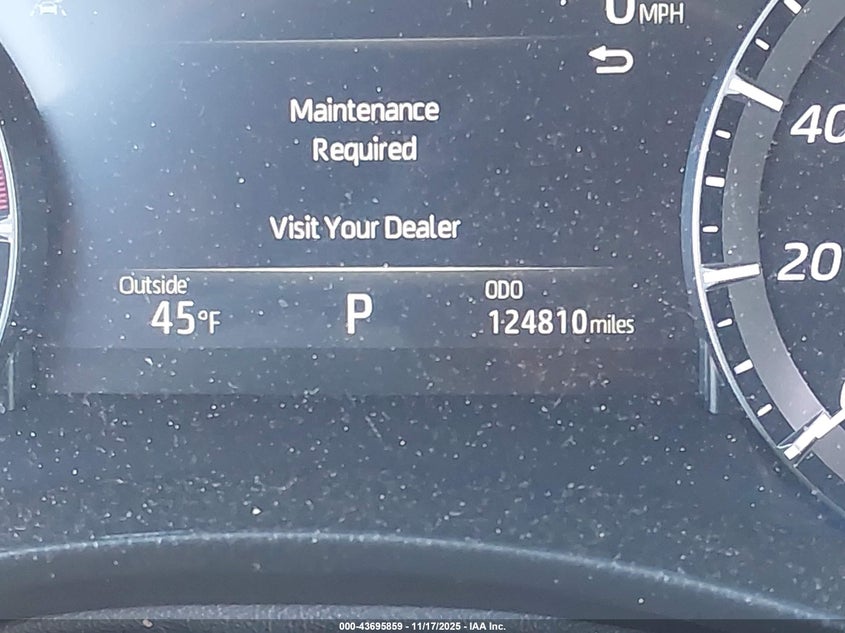 0 MPH
Maintenance
Required
Visit Your Dealer
Outside
45°F
P
ODO
124810 miles
40
20
000-43695859 - 11/17/2025 - IAA Inc.